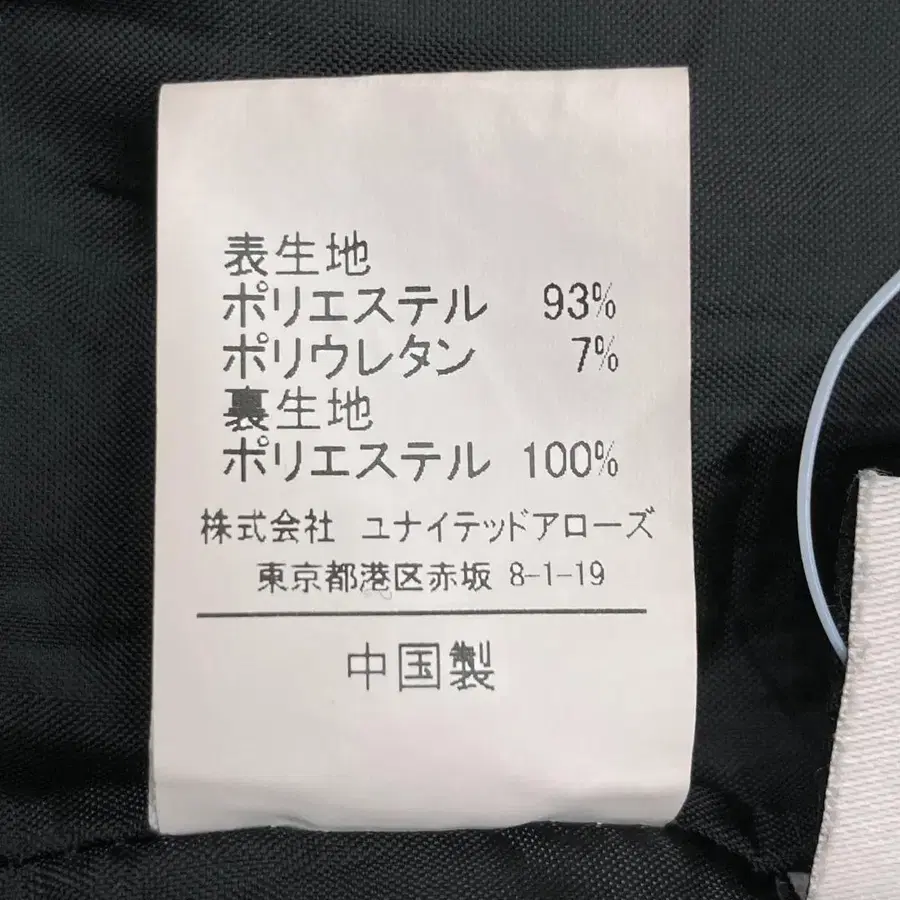 表生地
ポリエステル 93%
ポリウレタン 7%
裏生地
ポリエステル 100%
株式会社 ユナイテッドアローズ
東京都港区赤坂 8-1-19
中国製